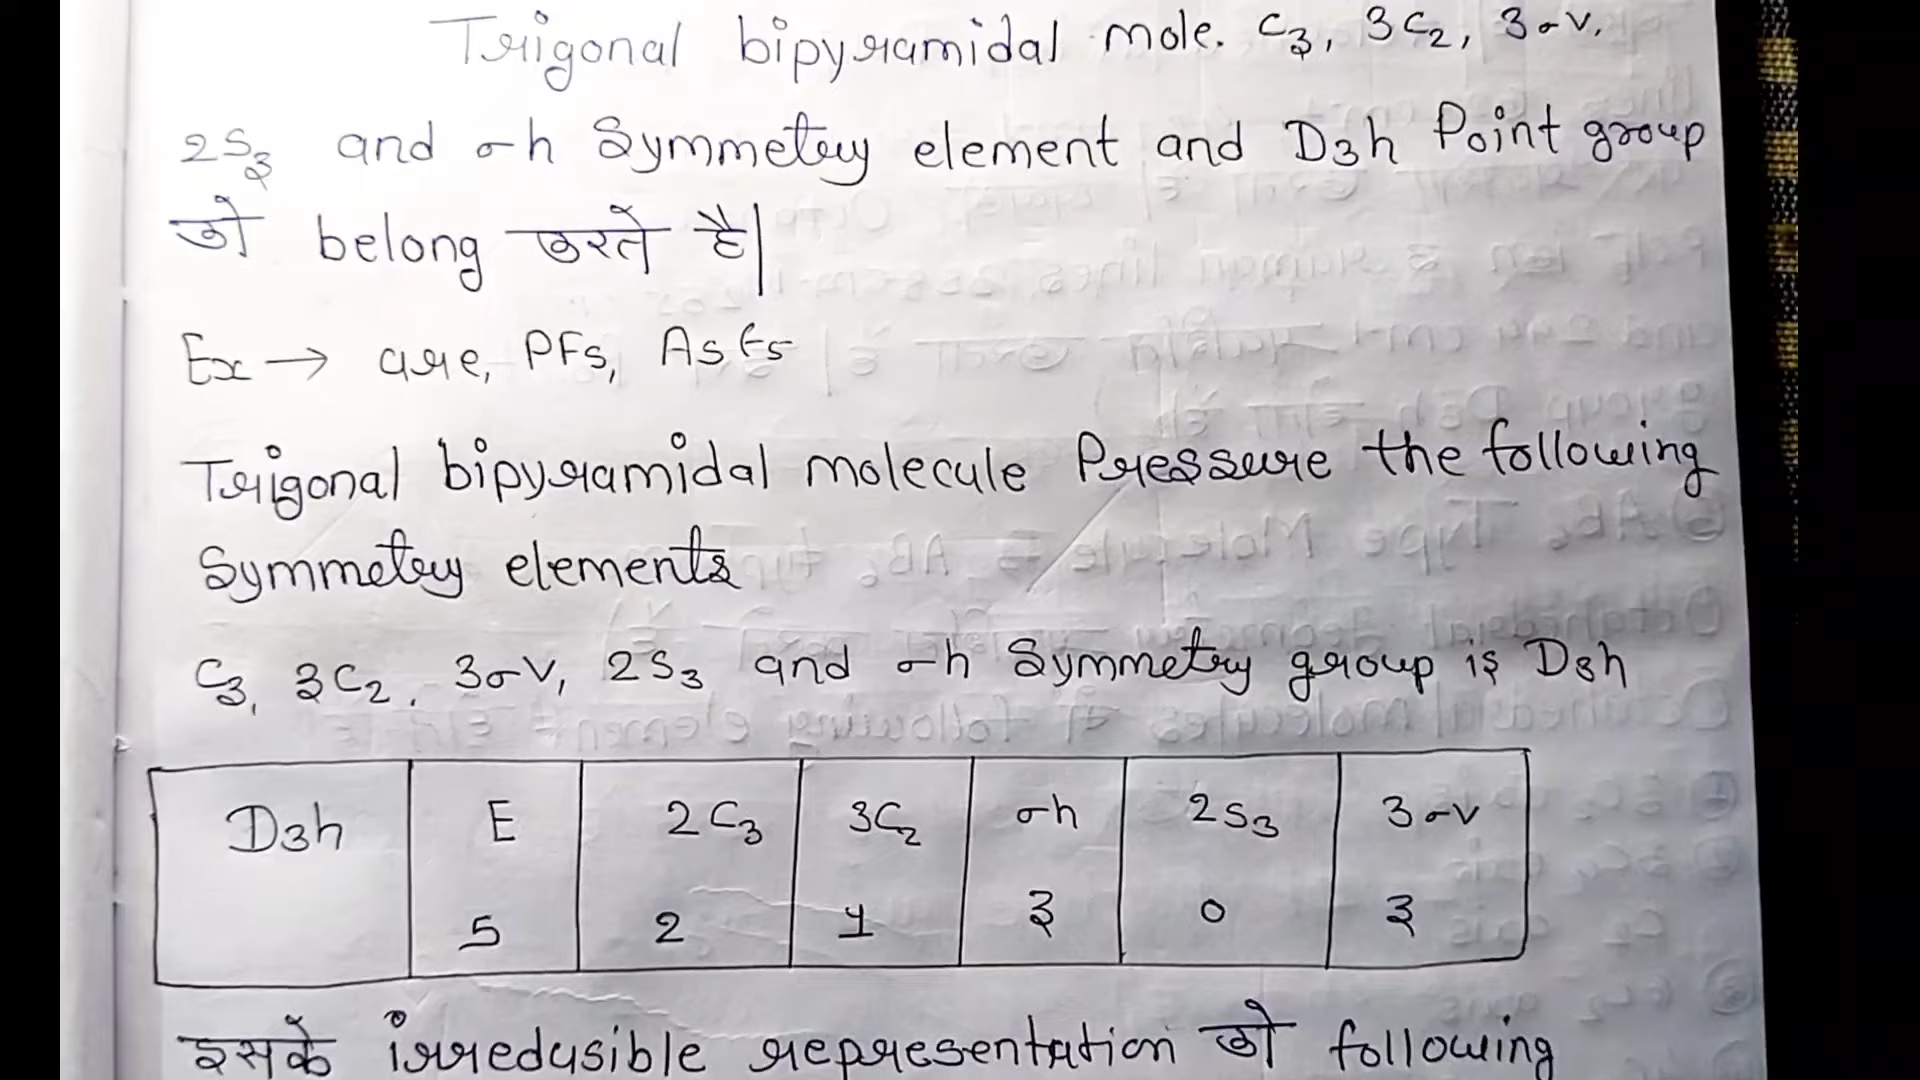 Trigonal bipyramidal mole. C3, 3C2, 3σv,
2S3 and σh Symmetry element and D3h Point group
को belong करते है|
Ex → are, PF5, AsF5
Trigonal bipyramidal molecule Pressure the following
Symmetry elements
C3, 3C2, 3σv, 2S3 and σh Symmetry group is D3h
D3h E 2C3 3C2 σh 2S3 3σv
5 2 1 3 0 3
इसके irredusible representation को following